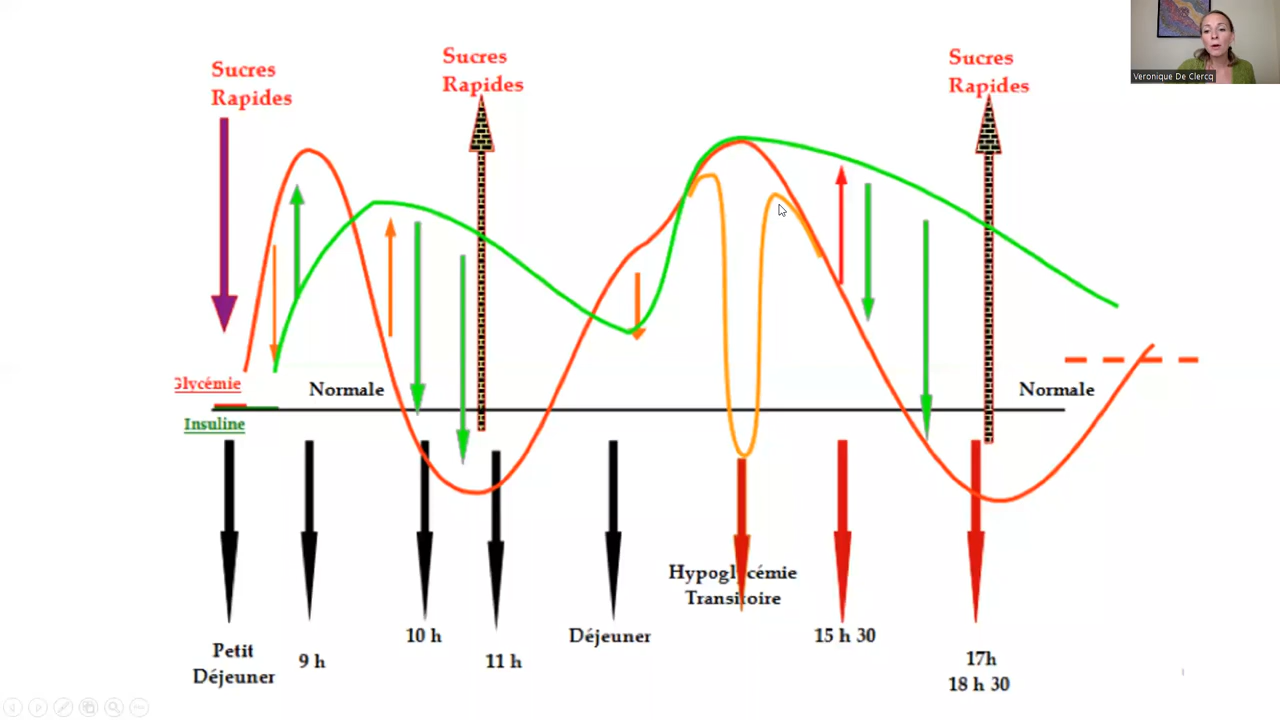 Veronique De Clercq
Sucres
Rapides
Sucres
Rapides
Sucres
Rapides
Glycémie
Normale
Normale
Insuline
Petit
Déjeuner
9 h
10 h
11 h
Déjeuner
Hypoglycémie
Transitoire
15 h 30
17h
18 h 30